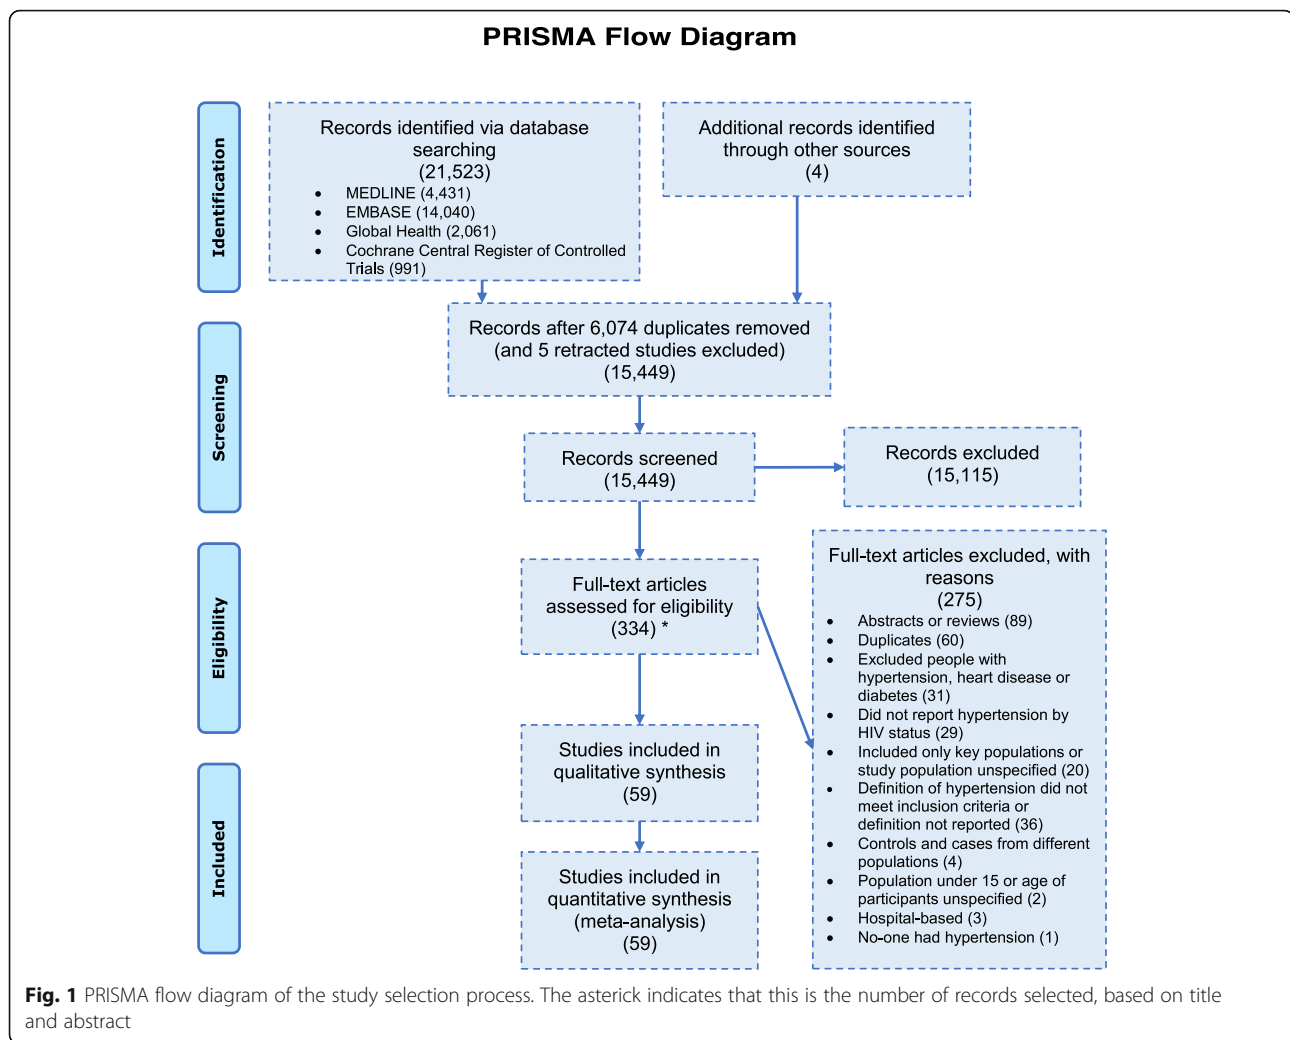 PRISMA Flow Diagram
Identification
Records identified via database
searching
(21,523)
• MEDLINE (4,431)
• EMBASE (14,040)
• Global Health (2,061)
• Cochrane Central Register of Controlled
Trials (991)
Additional records identified
through other sources
(4)
Screening
Records after 6,074 duplicates removed
(and 5 retracted studies excluded)
(15,449)
Records screened
(15,449)
Records excluded
(15,115)
Eligibility
Full-text articles
assessed for eligibility
(334) *
Full-text articles excluded, with
reasons
(275)
• Abstracts or reviews (89)
• Duplicates (60)
• Excluded people with
hypertension, heart disease or
diabetes (31)
• Did not report hypertension by
HIV status (29)
• Included only key populations or
study population unspecified (20)
• Definition of hypertension did not
meet inclusion criteria or
definition not reported (36)
• Controls and cases from different
populations (4)
• Population under 15 or age of
participants unspecified (2)
• Hospital-based (3)
• No-one had hypertension (1)
Included
Studies included in
qualitative synthesis
(59)
Studies included in
quantitative synthesis
(meta-analysis)
(59)
Fig. 1 PRISMA flow diagram of the study selection process. The asterick indicates that this is the number of records selected, based on title
and abstract